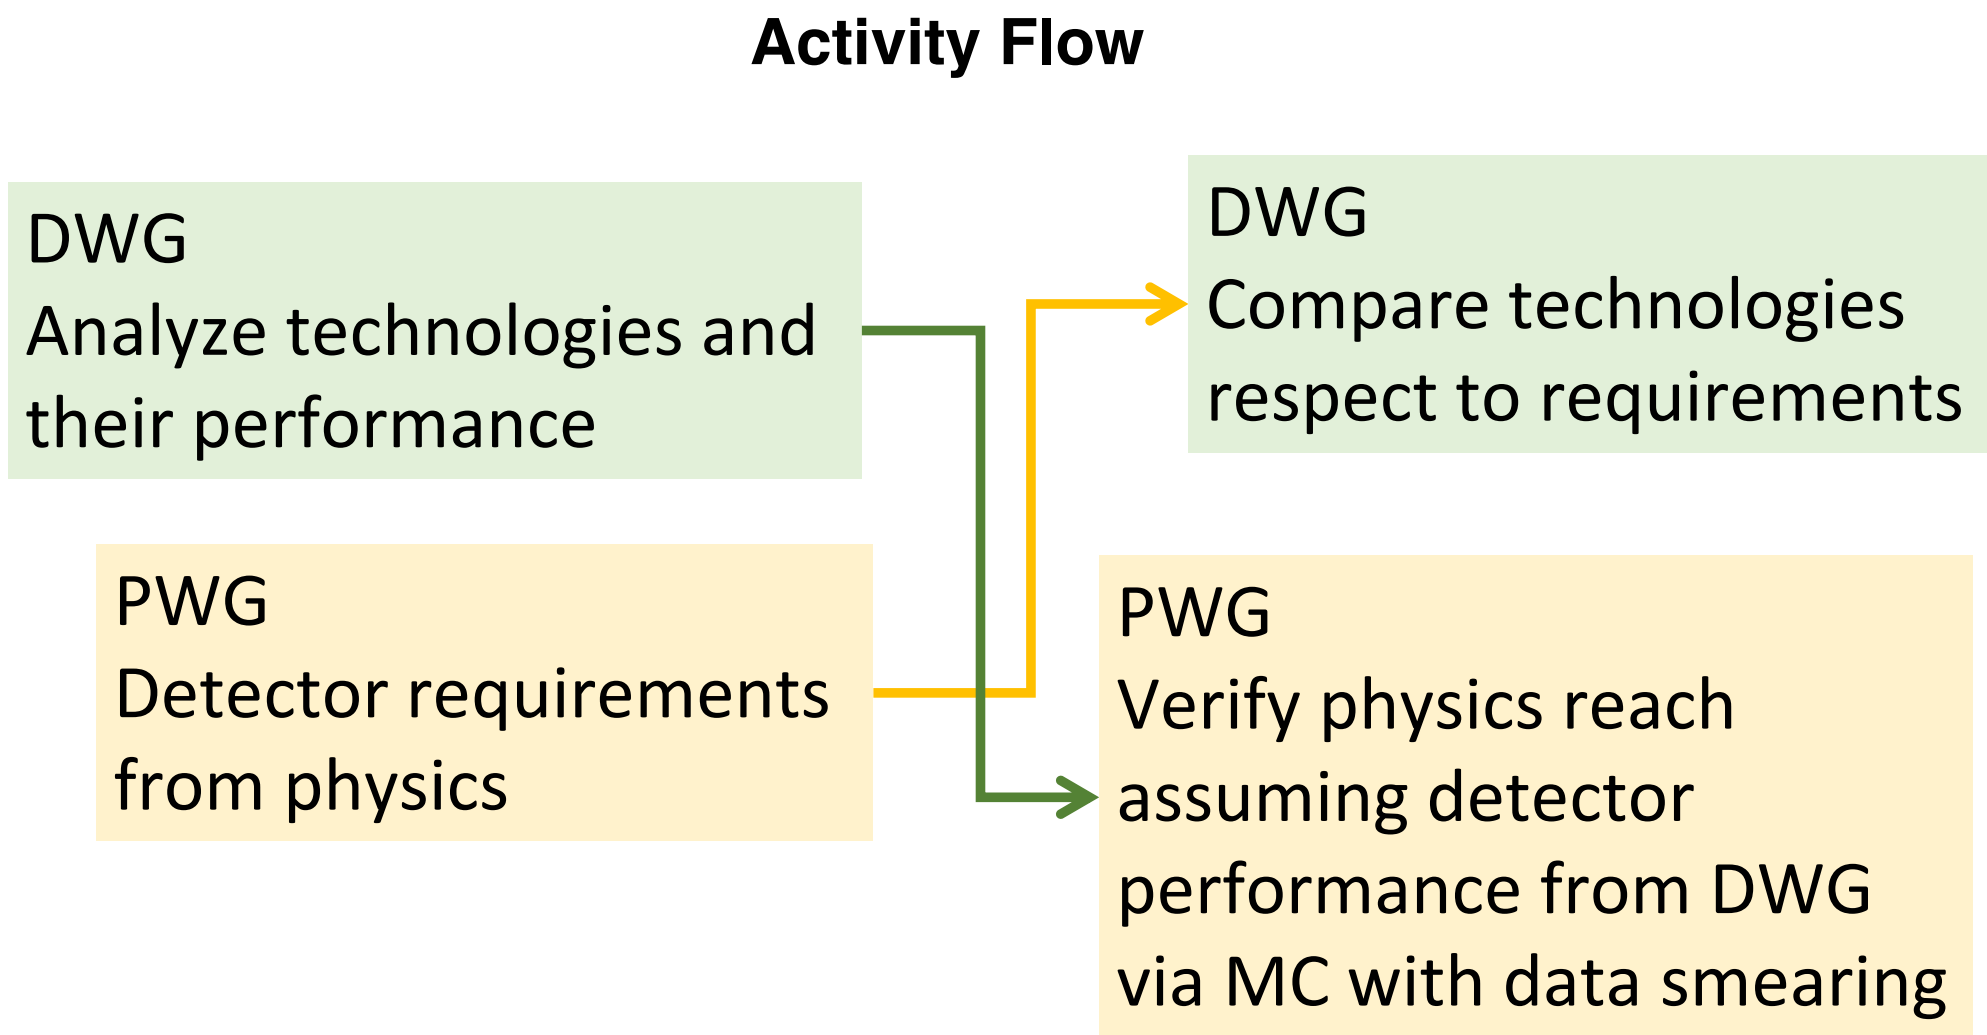 Activity Flow
DWG
Analyze technologies and
their performance
PWG
Detector requirements
from physics
DWG
Compare technologies
respect to requirements
PWG
Verify physics reach
assuming detector
performance from DWG
via MC with data smearing